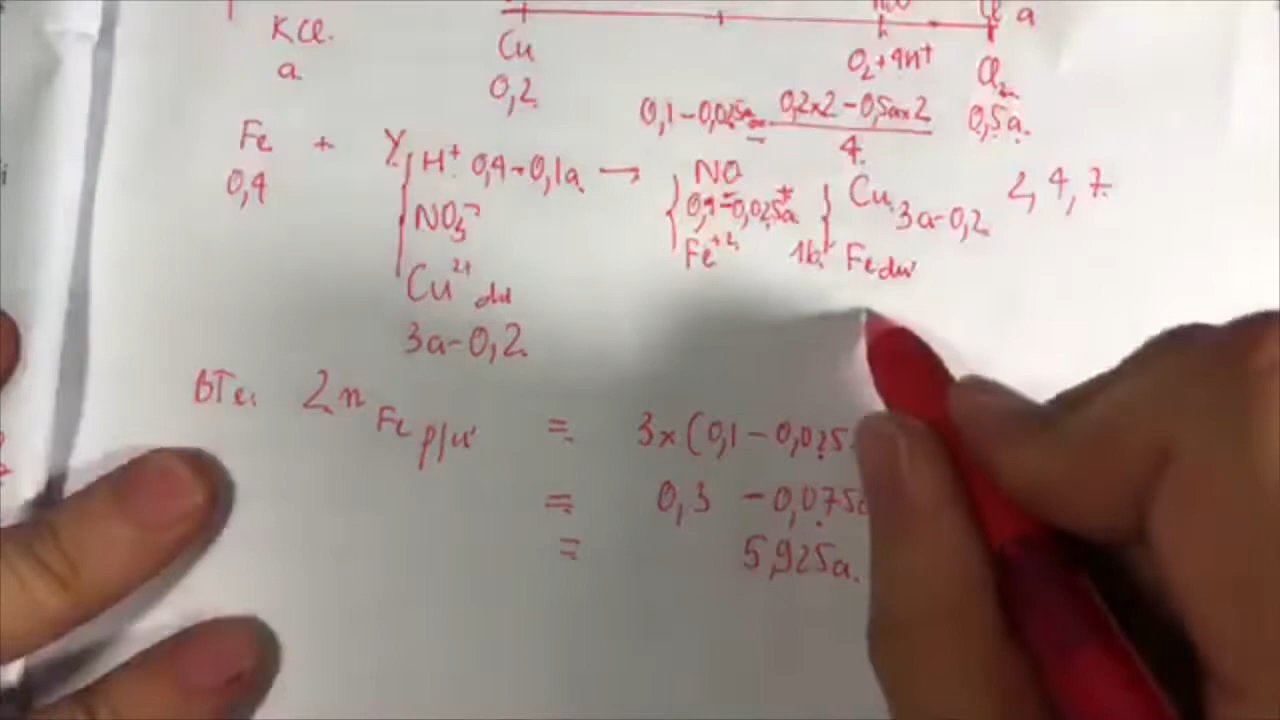 a
KCl.
a
Cu
0,2
O2 + 4H+
Cl2
0,1 - 0,025a = (0,2x2 - 0,5ax2)/4
0,5a.
Fe + Y { H+ 0,4 - 0,1a → { NO
0,4
0,1 - 0,025a
NO3-
Fe+2
} Cu 3a-0,2 2,47
1b: Fe dư
Cu2+ dư
3a-0,2
BTe: 2n Fe p/ư = 3x(0,1 - 0,025
= 0,3 - 0,075a
= 5,925a.